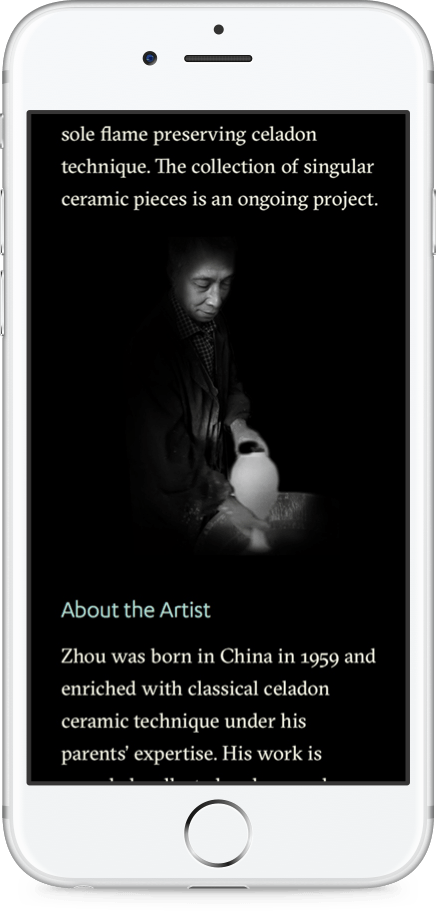 sole flame preserving celadon
technique. The collection of singular
ceramic pieces is an ongoing project.
About the Artist
Zhou was born in China in 1959 and
enriched with classical celadon
ceramic technique under his
parents’ expertise. His work is